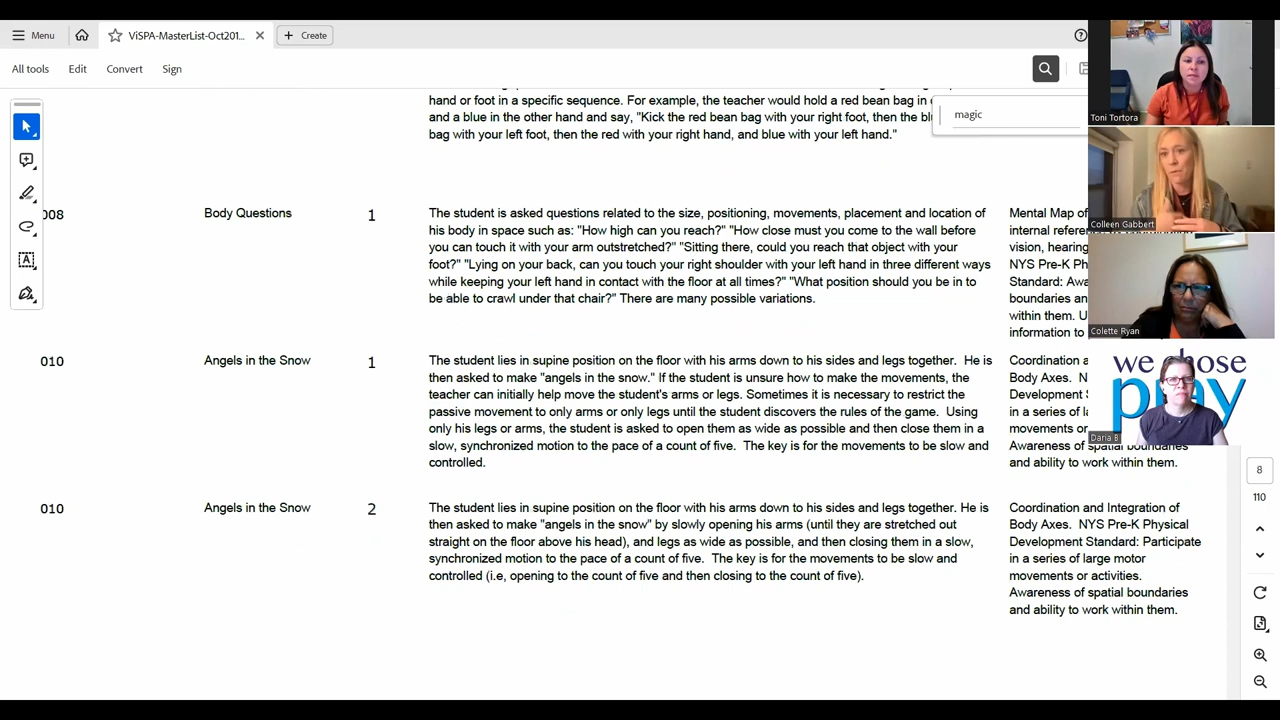 Menu
ViSPA-MasterList-Oct201...
Create
All tools
Edit
Convert
Sign
magic
hand or foot in a specific sequence. For example, the teacher would hold a red bean bag in
and a blue in the other hand and say, "Kick the red bean bag with your right foot, then the
bag with your left foot, then the red with your right hand, and blue with your left hand."
008
Body Questions
1
The student is asked questions related to the size, positioning, movements, placement and location of
his body in space such as: "How high can you reach?" "How close must you come to the wall before
you can touch it with your arm outstretched?" "Sitting there, could you reach that object with your
foot?" "Lying on your back, can you touch your right shoulder with your left hand in three different ways
while keeping your left hand in contact with the floor at all times?" "What position should you be in to
be able to crawl under that chair?" There are many possible variations.
Mental Map of
internal
vision, hearing
NYS Pre-K
Standard:
boundaries
within them.
information to
010
Angels in the Snow
1
The student lies in supine position on the floor with his arms down to his sides and legs together. He is
then asked to make "angels in the snow." If the student is unsure how to make the movements, the
teacher can initially help move the student's arms or legs. Sometimes it is necessary to restrict the
passive movement to only arms or only legs until the student discovers the rules of the game. Using
only his legs or arms, the student is asked to open them as wide as possible and then close them in a
slow, synchronized motion to the pace of a count of five. The key is for the movements to be slow and
controlled.
Coordination
Body Axes.
Development
in a series of
movements or
Awareness of spatial boundaries
and ability to work within them.
010
Angels in the Snow
2
The student lies in supine position on the floor with his arms down to his sides and legs together. He is
then asked to make "angels in the snow" by slowly opening his arms (until they are stretched out
straight on the floor above his head), and legs as wide as possible, and then closing them in a slow,
synchronized motion to the pace of a count of five. The key is for the movements to be slow and
controlled (i.e, opening to the count of five and then closing to the count of five).
Coordination and Integration of
Body Axes. NYS Pre-K Physical
Development Standard: Participate
in a series of large motor
movements or activities.
Awareness of spatial boundaries
and ability to work within them.
Toni Tortora
Colleen Gabbert
Colette Ryan
we chose
play
Daria B
8
110